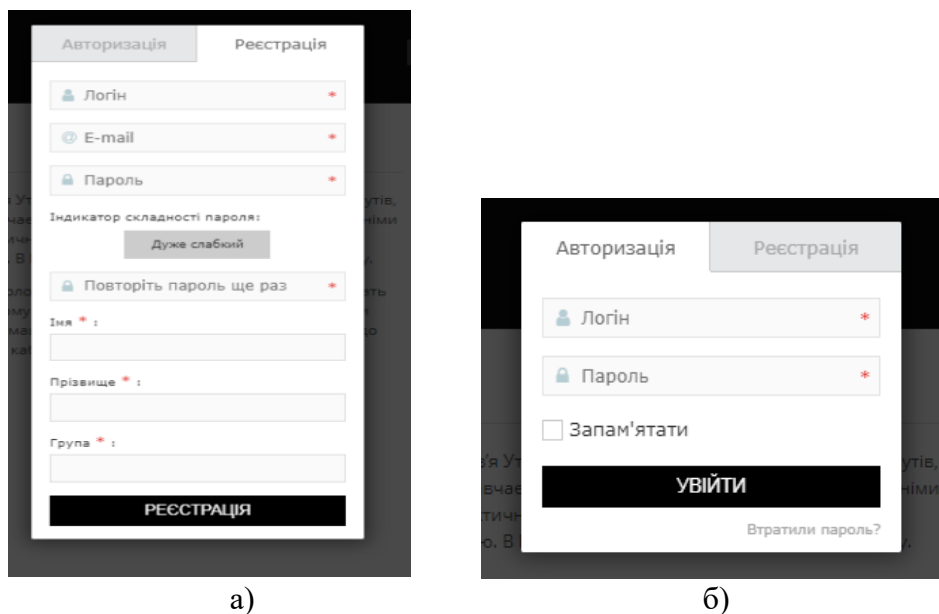 Авторизація Реєстрація
Логін *
E-mail *
Пароль *
Індикатор складності пароля:
Дуже слабкий
Повторіть пароль ще раз *
Імя * :
Прізвище * :
Група * :
РЕЄСТРАЦІЯ
а)
Авторизація Реєстрація
Логін *
Пароль *
Запам'ятати
УВІЙТИ
Втратили пароль?
б)